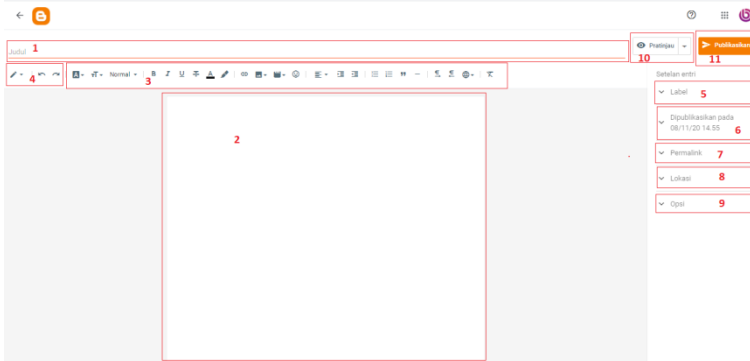 Judul 1
Pratinjau
10
Publikasikan
11
4
Normal
B I U
3
Setelan entri
Label 5
Dipublikasikan pada
08/11/20 14.55 6
Permalink 7
Lokasi 8
Opsi 9
2